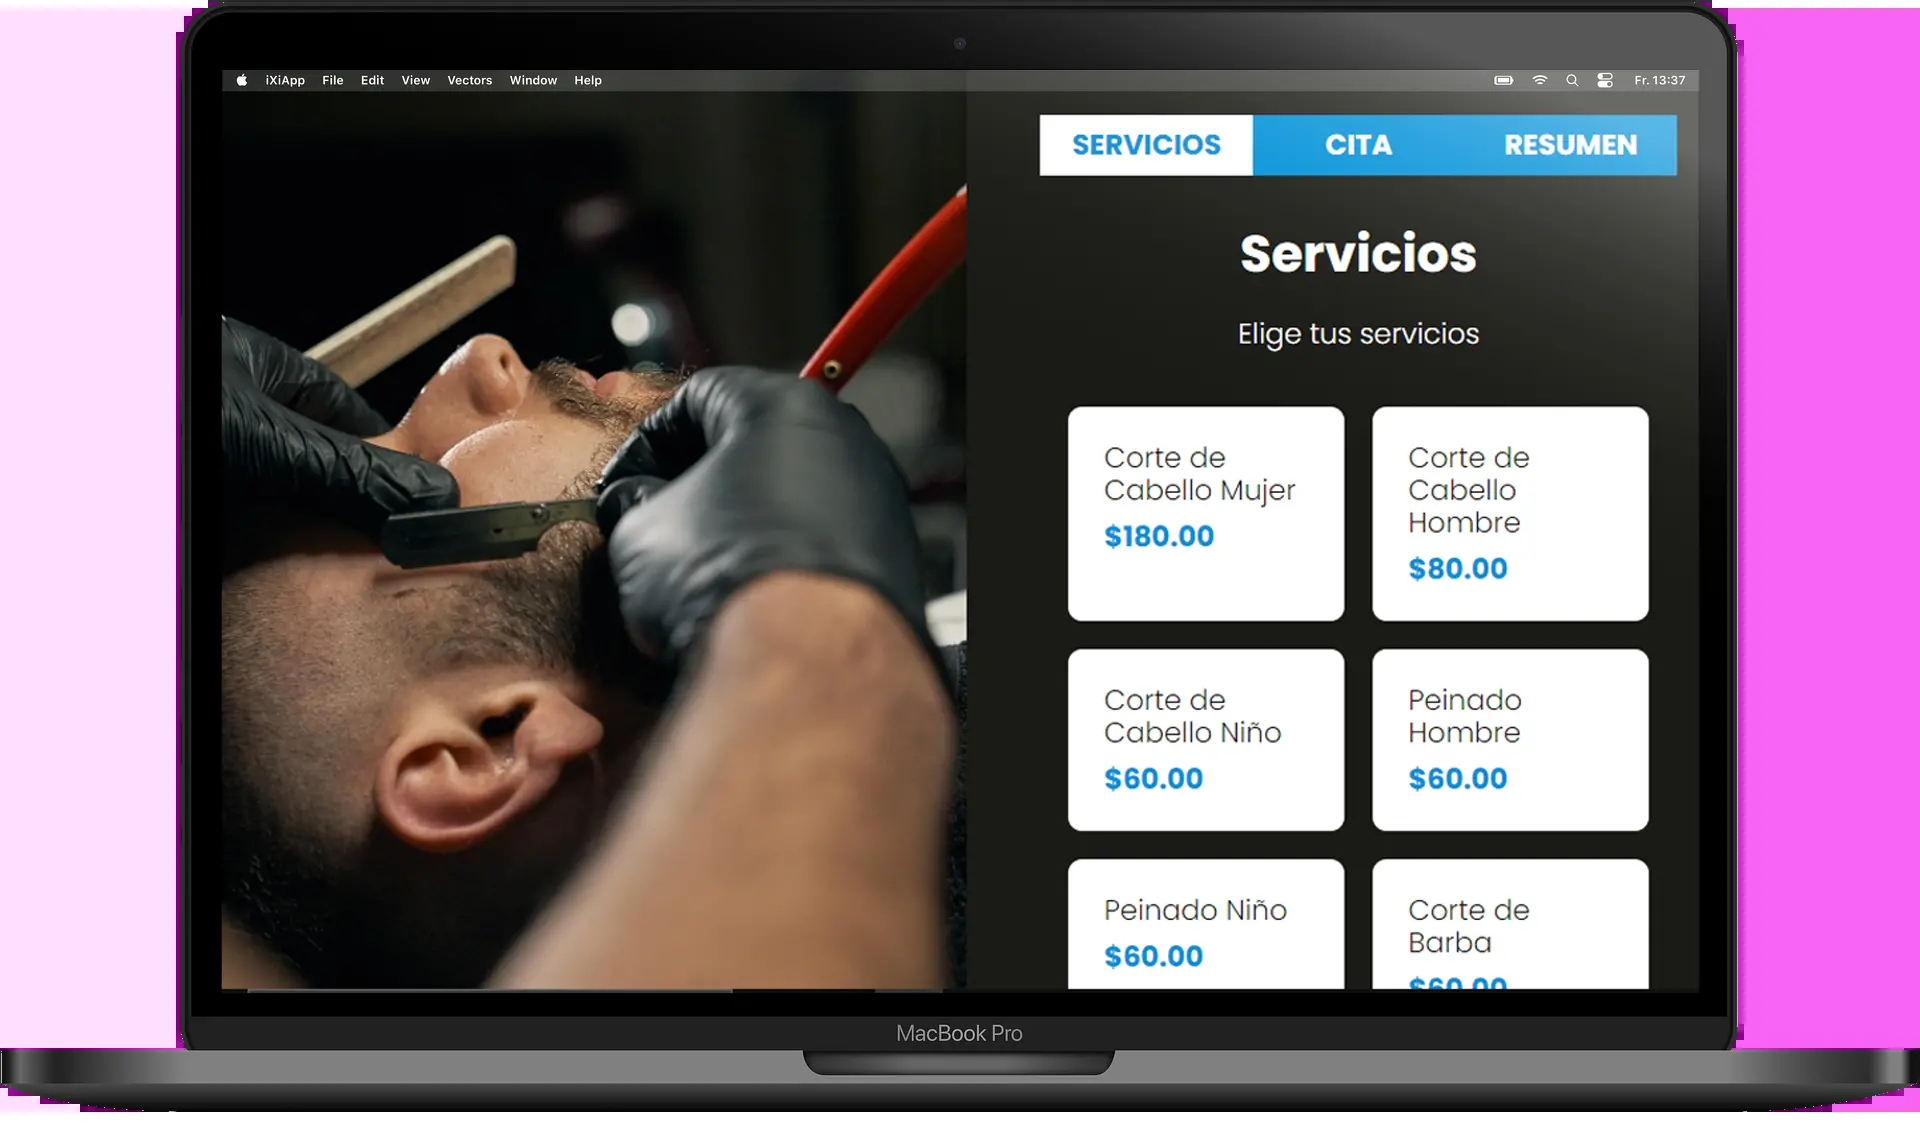 iXiApp File Edit View Vectors Window Help
Fr. 13:37
SERVICIOS CITA RESUMEN
Servicios
Elige tus servicios
Corte de
Cabello Mujer
$180.00
Corte de
Cabello
Hombre
$80.00
Corte de
Cabello Niño
$60.00
Peinado
Hombre
$60.00
Peinado Niño
$60.00
Corte de
Barba
$60.00
MacBook Pro